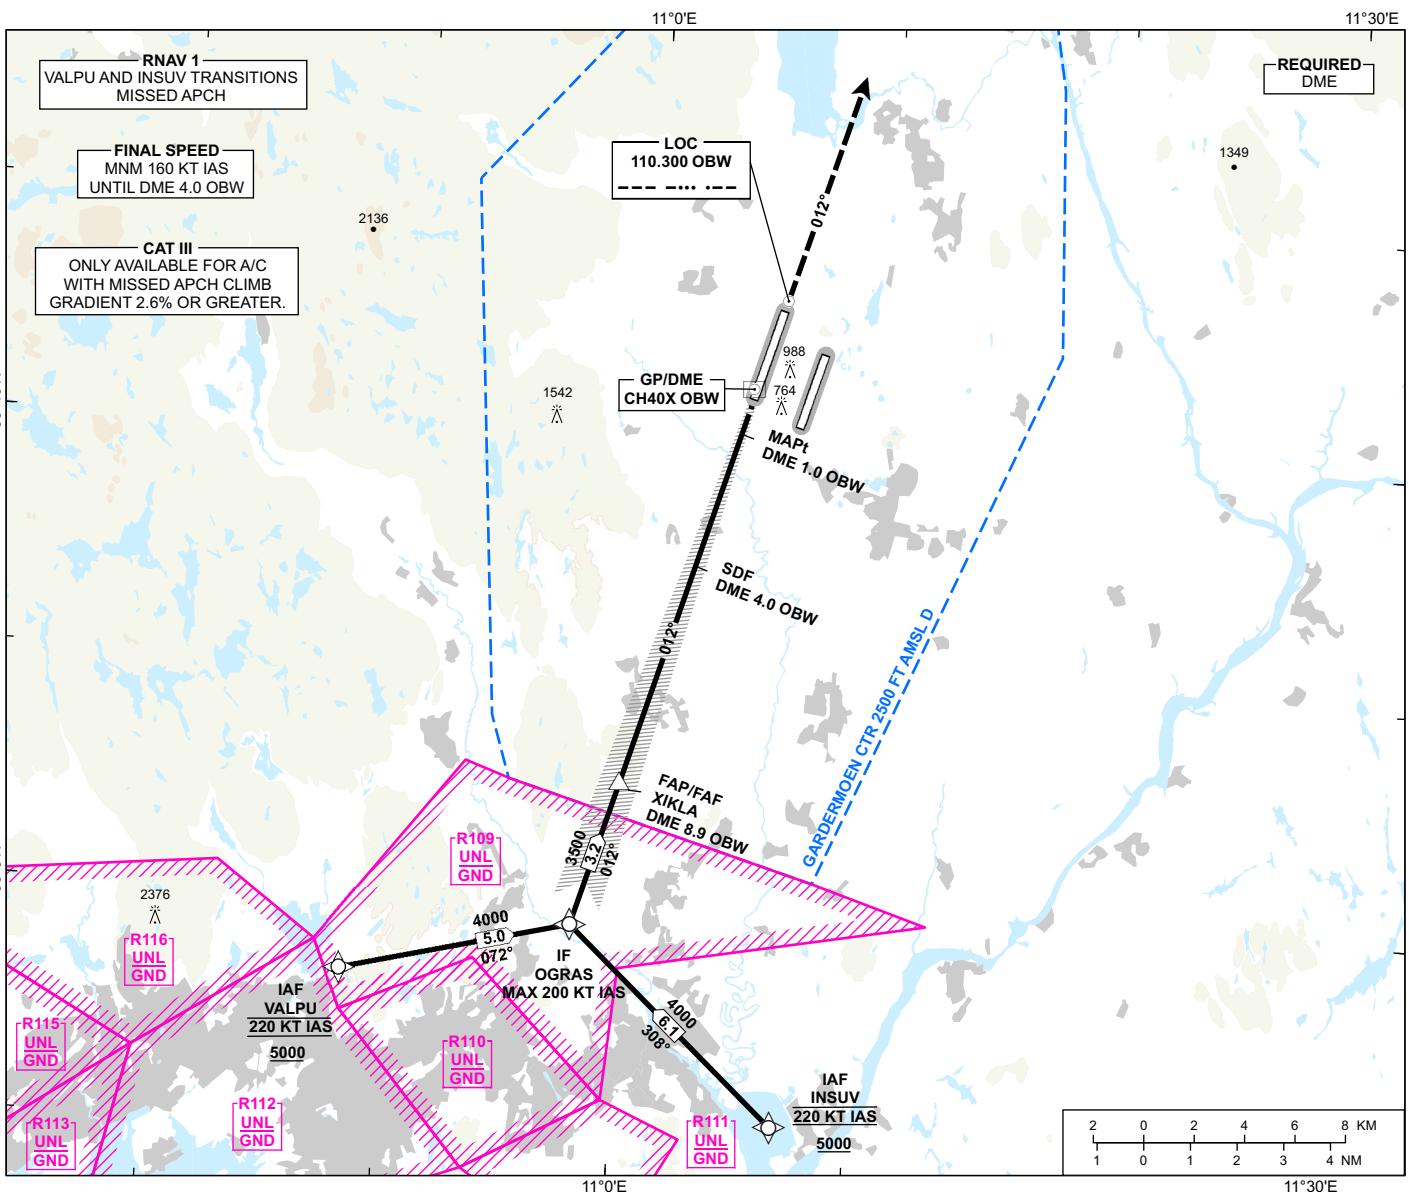 11°0'E
11°30'E
RNAV 1
VALPU AND INSUV TRANSITIONS
MISSED APCH
REQUIRED
DME
FINAL SPEED
MNM 160 KT IAS
UNTIL DME 4.0 OBW
LOC
110.300 OBW
1349
2136
012°
CAT III
ONLY AVAILABLE FOR A/C
WITH MISSED APCH CLIMB
GRADIENT 2.6% OR GREATER.
988
GP/DME
CH40X OBW
764
1542
MAPt
DME 1.0 OBW
SDF
DME 4.0 OBW
012°
GARDERMOEN CTR 2500 FT AMSL D
FAP/FAF
XIKLA
DME 8.9 OBW
3500
3.2
012°
R109
UNL
GND
2376
4000
5.0
072°
R116
UNL
GND
IF
OGRAS
MAX 200 KT IAS
IAF
VALPU
220 KT IAS
5000
4000
6.1
308°
R115
UNL
GND
R110
UNL
GND
IAF
INSUV
220 KT IAS
5000
R112
UNL
GND
R113
UNL
GND
R111
UNL
GND
2 0 2 4 6 8 KM
1 0 1 2 3 4 NM
11°0'E
11°30'E